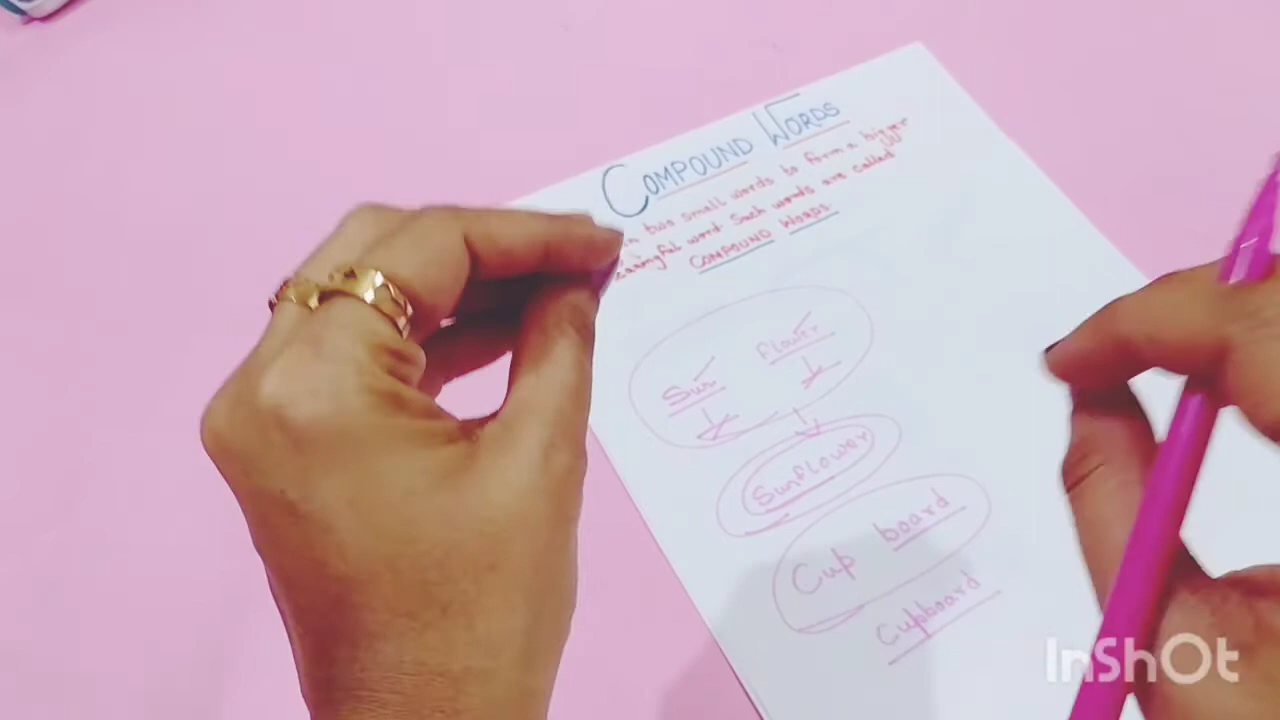 COMPOUND WORDS
two small words to form a bigger
word. Such words are called
COMPOUND WORDS.
Sun flower
Sunflower
Cup board
Cupboard
InShOt